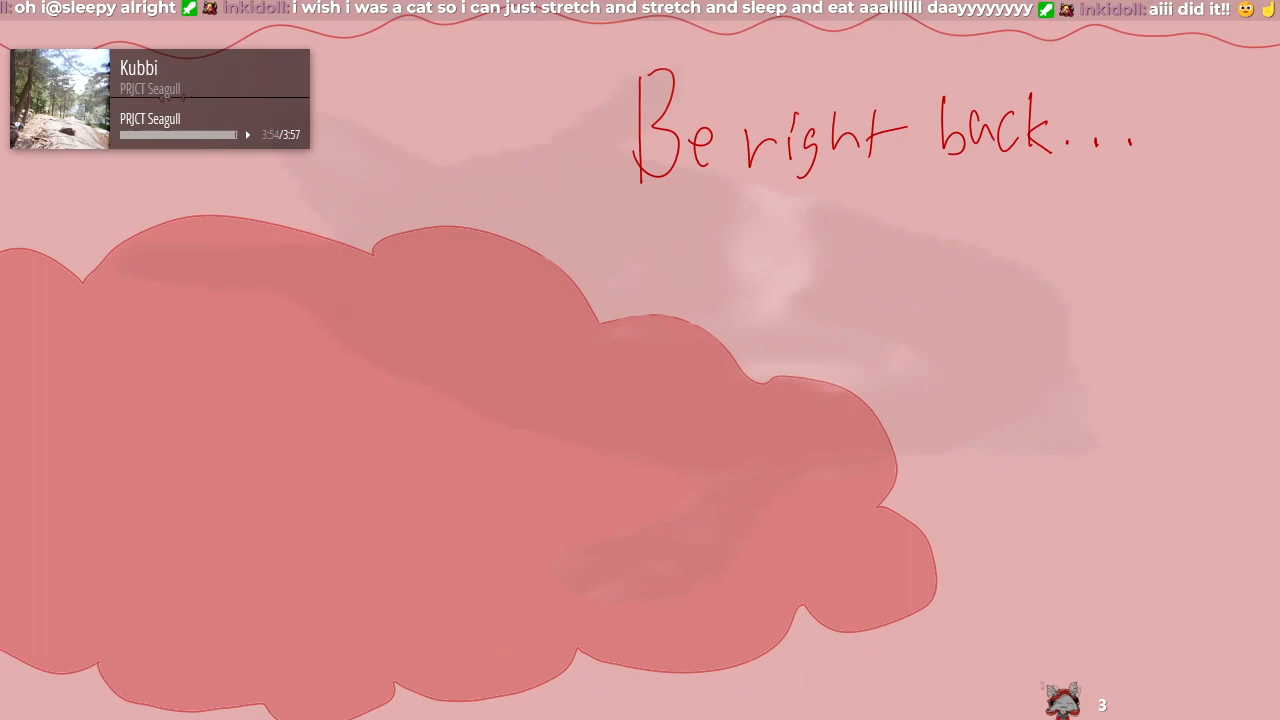 : oh i@sleepy alright inkidoll: i wish i was a cat so i can just stretch and stretch and sleep and eat aaallllllll daayyyyyyyy inkidoll: aiii did it!!
Kubbi
PRJCT Seagull
PRJCT Seagull
3:54/3:57
Be right back...
3